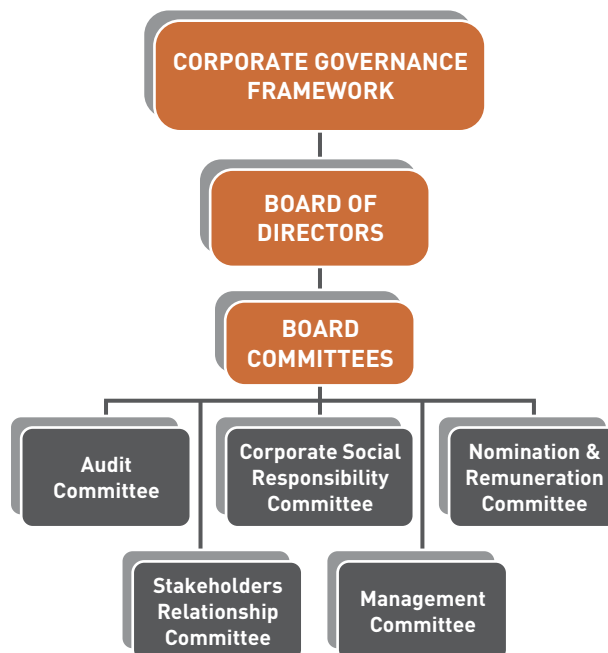 CORPORATE GOVERNANCE
FRAMEWORK
BOARD OF
DIRECTORS
BOARD
COMMITTEES
Audit
Committee
Corporate Social
Responsibility
Committee
Nomination &
Remuneration
Committee
Stakeholders
Relationship
Committee
Management
Committee